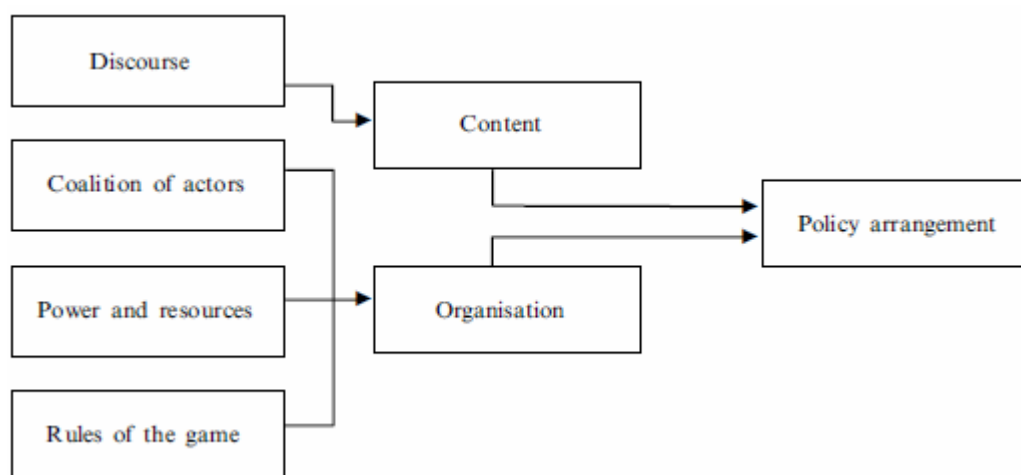 Discourse
Content
Coalition of actors
Policy arrangement
Power and resources
Organisation
Rules of the game